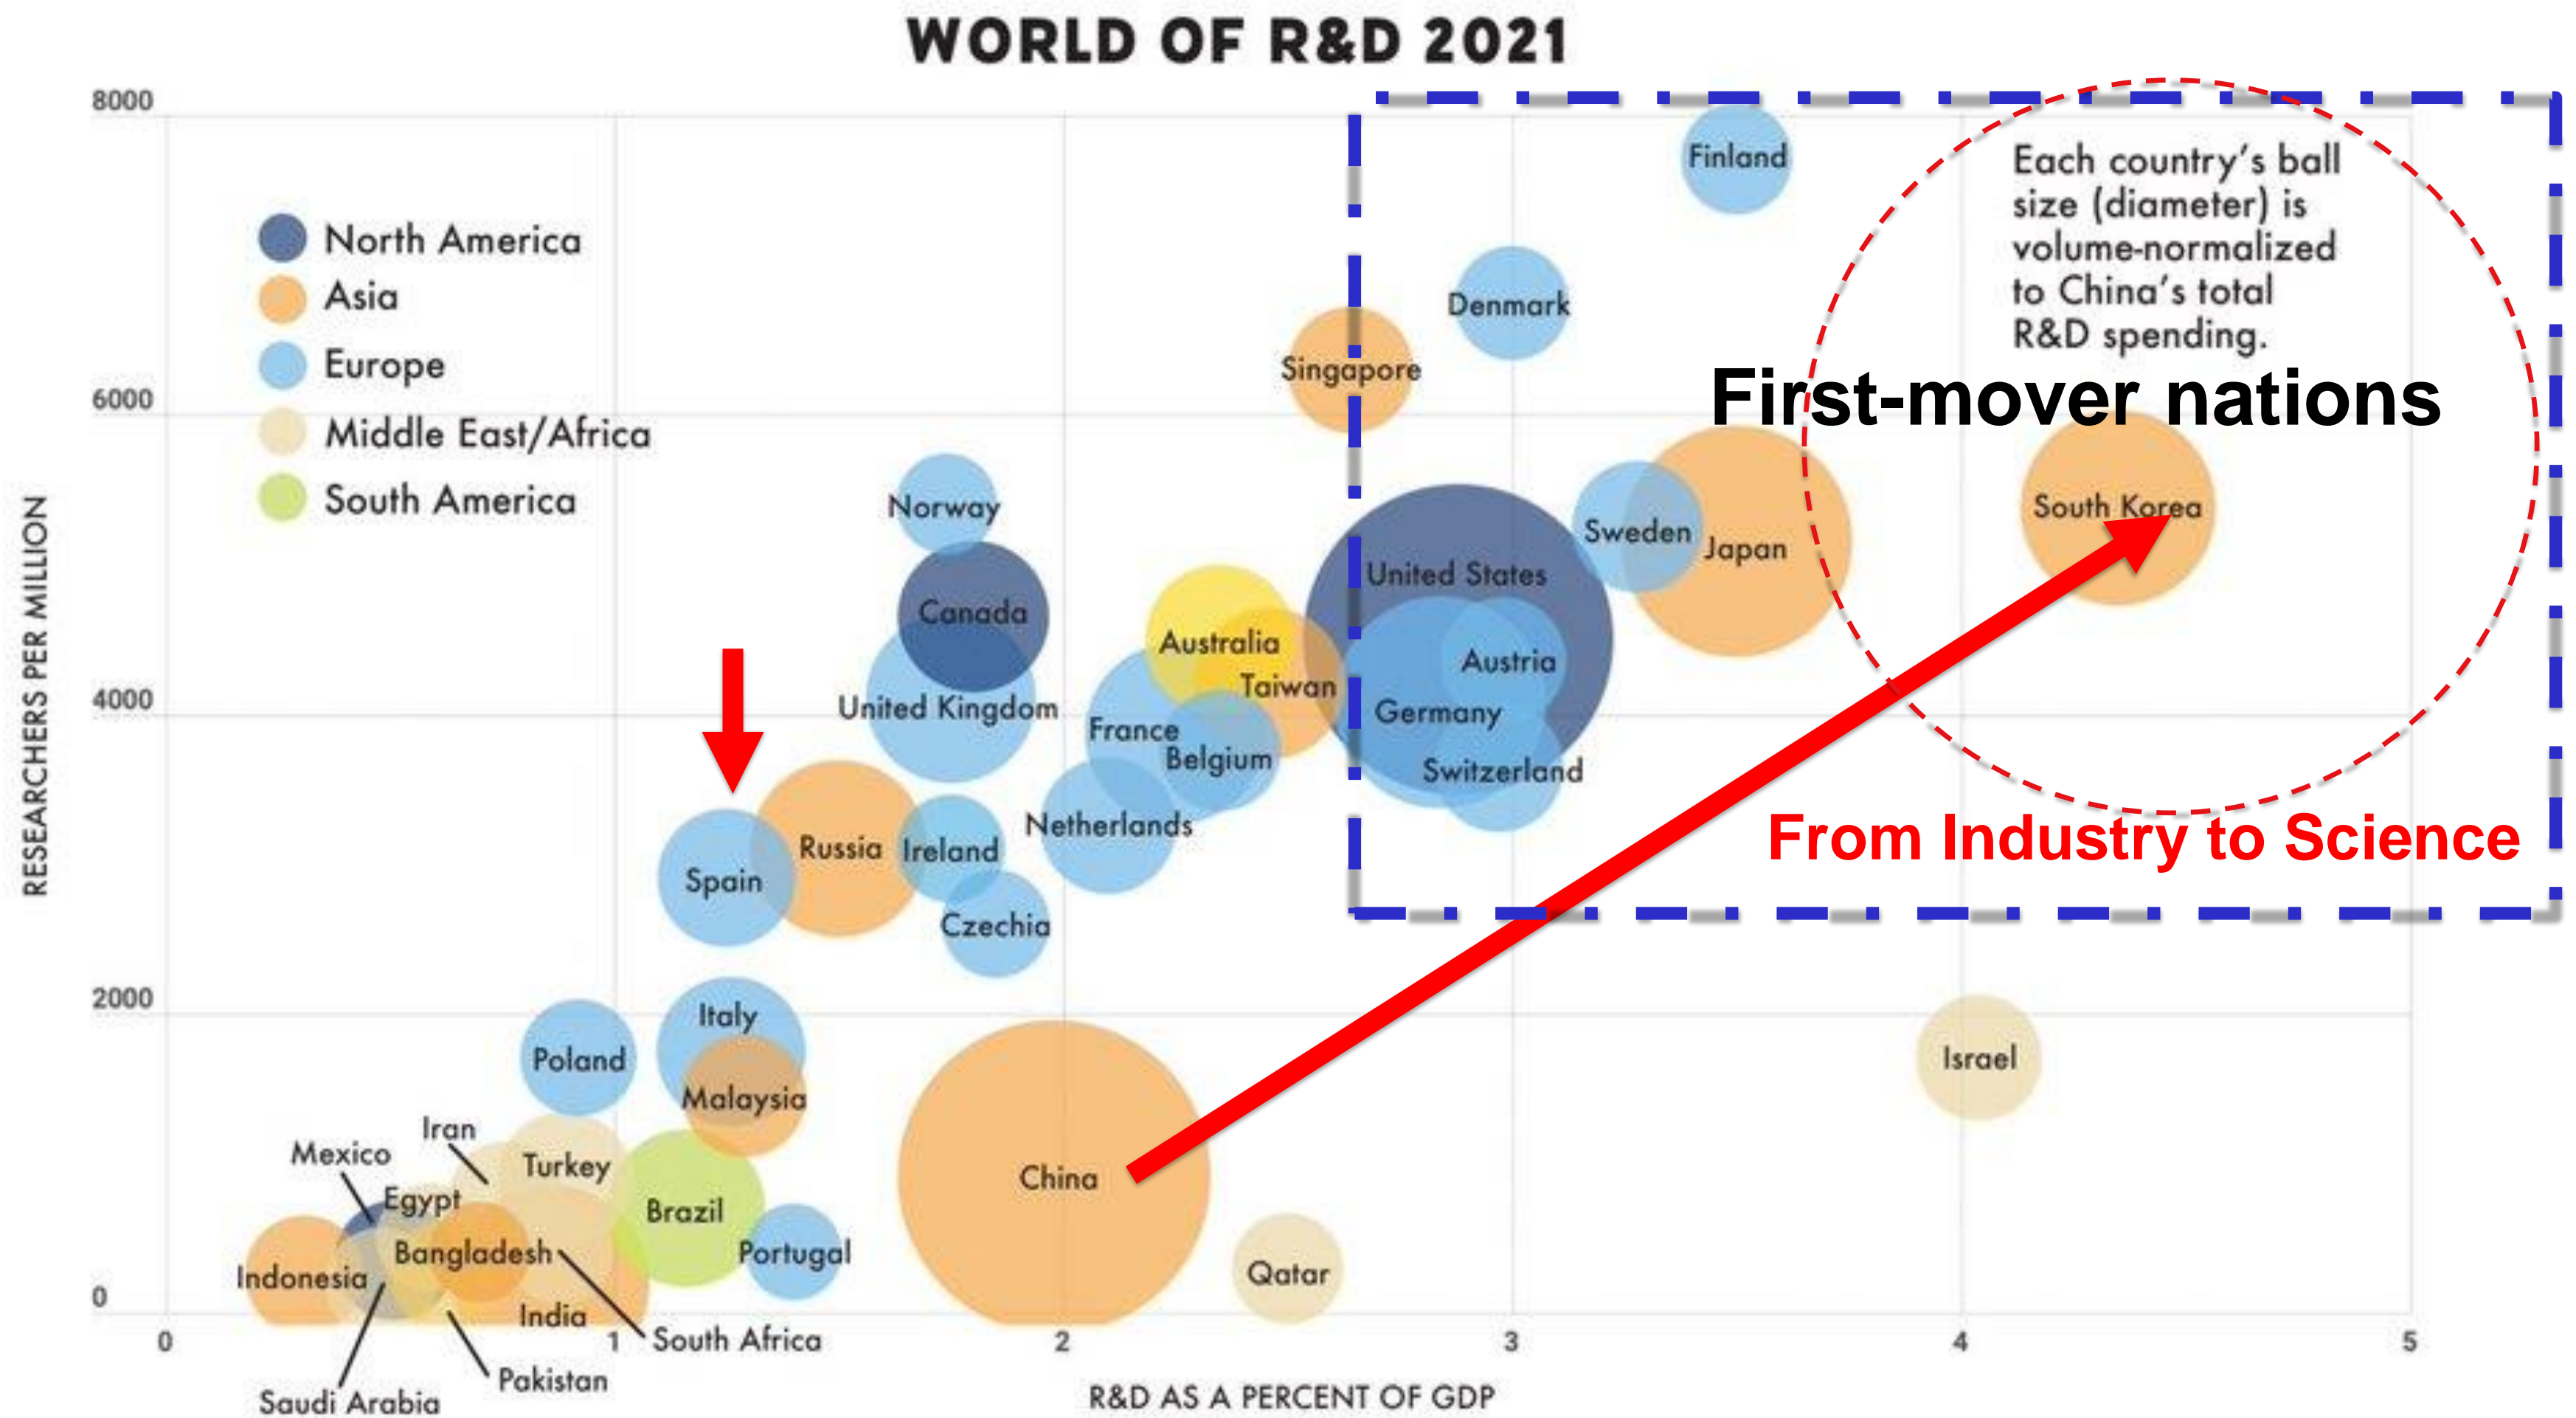 WORLD OF R&D 2021
8000
6000
4000
2000
0
RESEARCHERS PER MILLION
North America
Asia
Europe
Middle East/Africa
South America
Each country's ball
size (diameter) is
volume-normalized
to China's total
R&D spending.
First-mover nations
From Industry to Science
Finland
Denmark
Singapore
Norway
South Korea
Sweden
Japan
United States
Canada
Australia
Austria
Taiwan
United Kingdom
Germany
France
Belgium
Switzerland
Netherlands
Russia
Ireland
Spain
Czechia
Italy
Poland
Israel
Malaysia
Iran
Mexico
Turkey
China
Egypt
Brazil
Bangladesh
Portugal
Indonesia
Qatar
India
South Africa
Pakistan
Saudi Arabia
0
1
2
3
4
5
R&D AS A PERCENT OF GDP